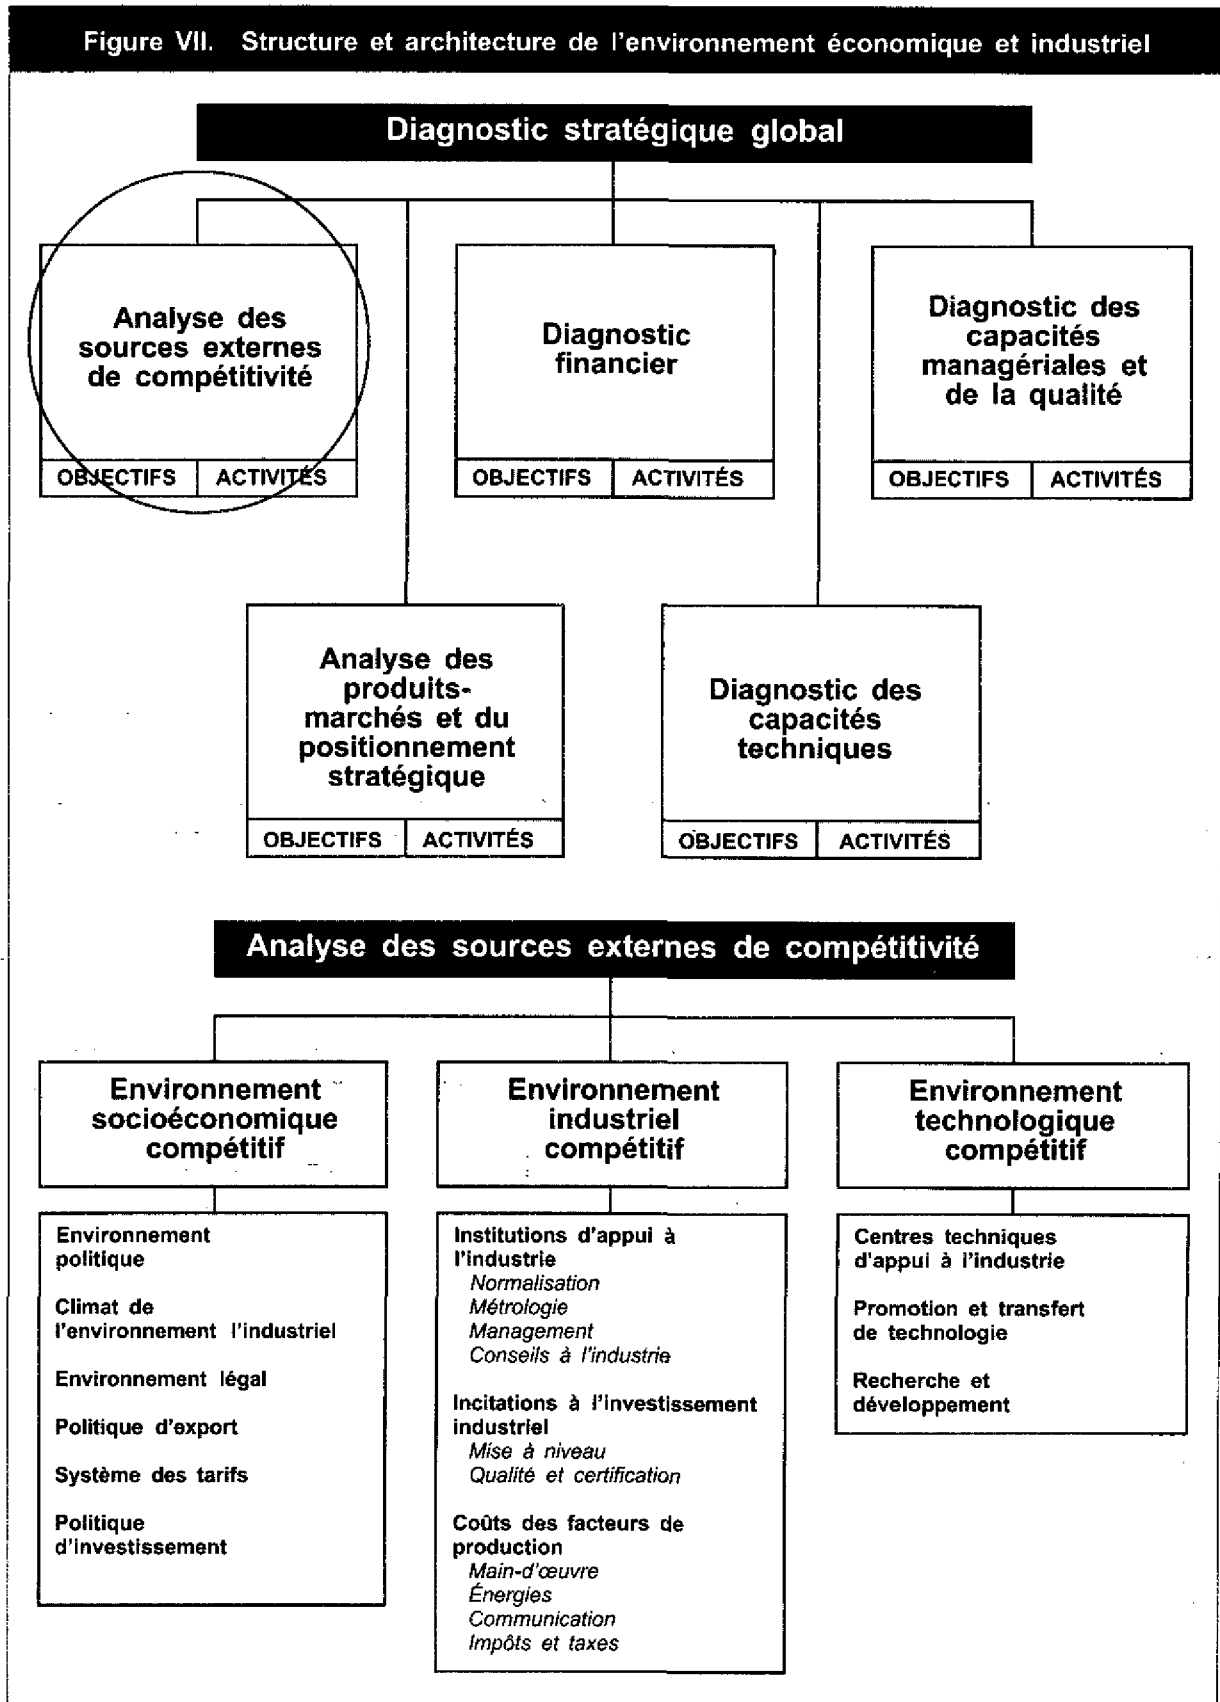 Figure VII. Structure et architecture de l'environnement économique et industriel
Diagnostic stratégique global
Analyse des
sources externes
de compétitivité
OBJECTIFS ACTIVITÉS
Diagnostic
financier
OBJECTIFS ACTIVITÉS
Diagnostic des
capacités
managériales et
de la qualité
OBJECTIFS ACTIVITÉS
Analyse des
produits-
marchés et du
positionnement
stratégique
OBJECTIFS ACTIVITÉS
Diagnostic des
capacités
techniques
OBJECTIFS ACTIVITÉS
Analyse des sources externes de compétitivité
Environnement
socioéconomique
compétitif
Environnement
politique
Climat de
l'environnement l'industriel
Environnement légal
Politique d'export
Système des tarifs
Politique
d'investissement
Environnement
industriel
compétitif
Institutions d'appui à
l'industrie
Normalisation
Métrologie
Management
Conseils à l'industrie
Incitations à l'investissement
industriel
Mise à niveau
Qualité et certification
Coûts des facteurs de
production
Main-d'œuvre
Énergies
Communication
Impôts et taxes
Environnement
technologique
compétitif
Centres techniques
d'appui à l'industrie
Promotion et transfert
de technologie
Recherche et
développement